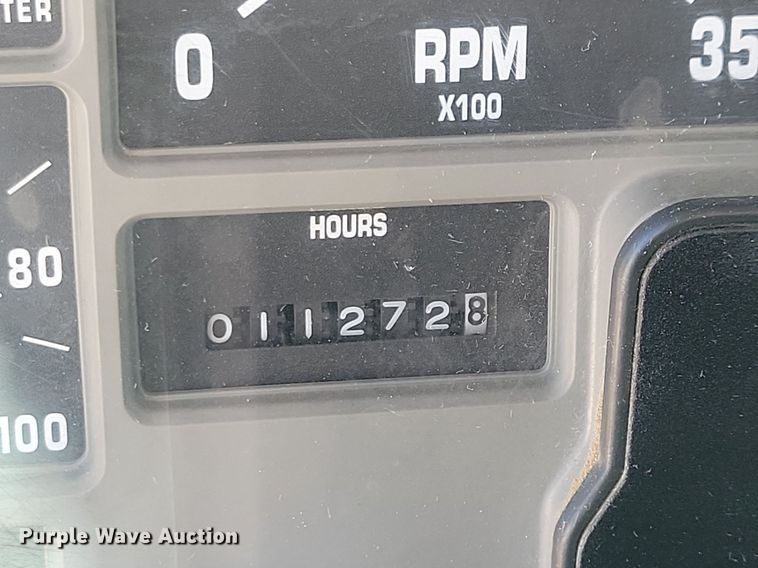 TER
0
RPM
X100
35
80
100
HOURS
0112728
Purple Wave Auction